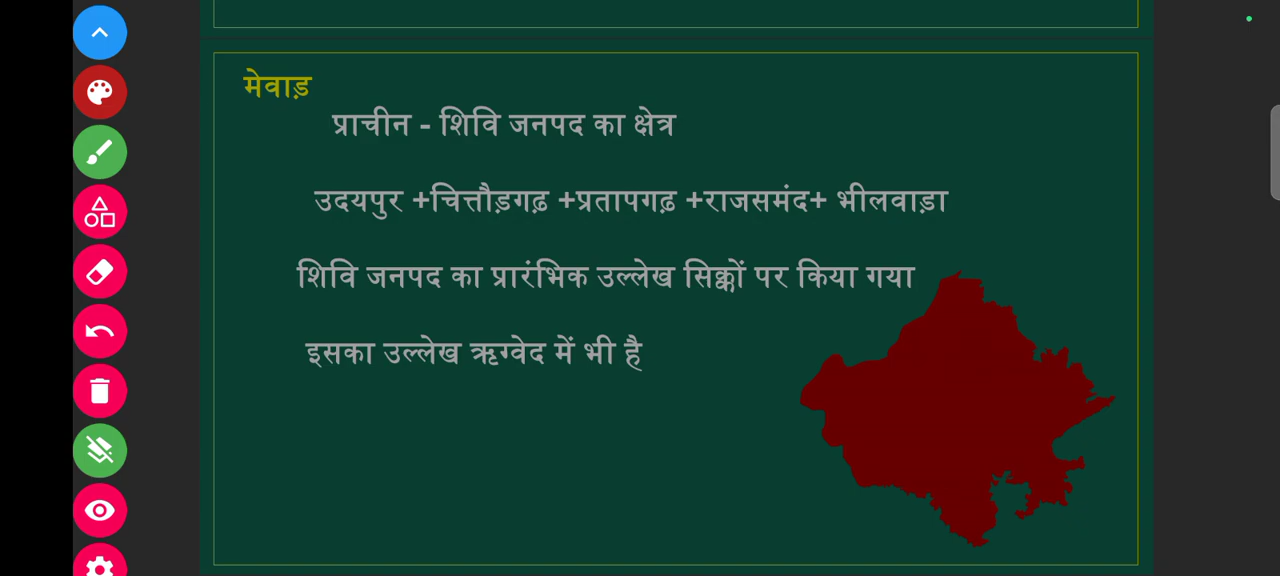 मेवाड़
प्राचीन - शिवि जनपद का क्षेत्र
उदयपुर +चित्तौड़गढ़ +प्रतापगढ़ +राजसमंद+ भीलवाड़ा
शिवि जनपद का प्रारंभिक उल्लेख सिक्कों पर किया गया
इसका उल्लेख ऋग्वेद में भी है